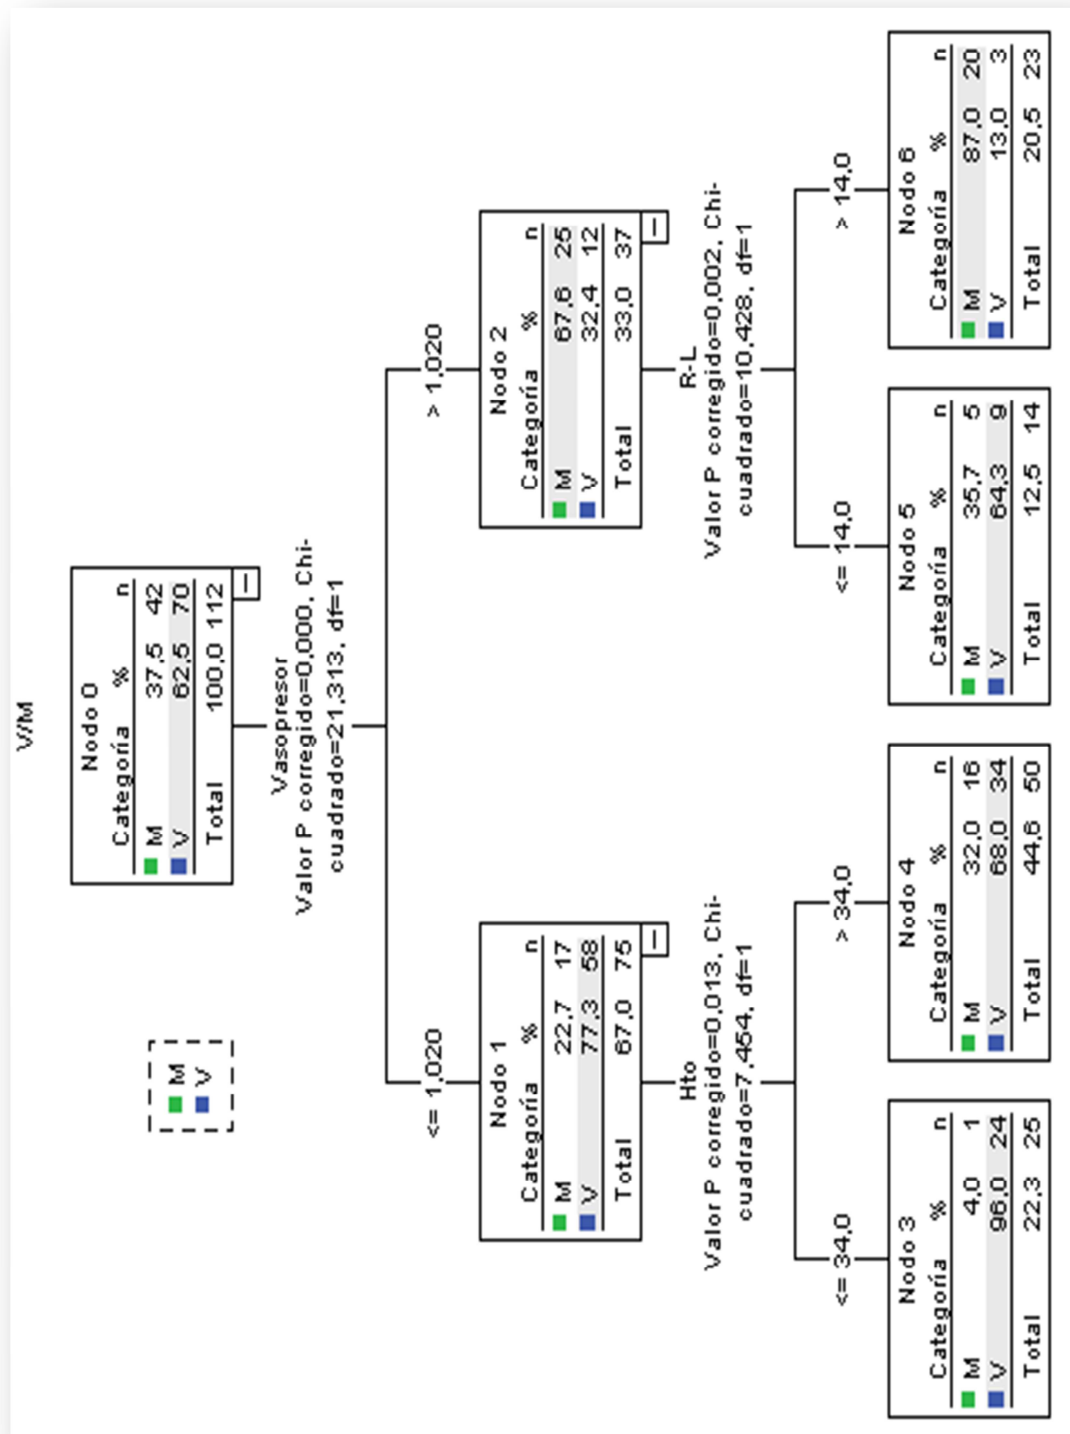 V/M
M
V
Nodo 0
Categoría % n
M 37,5 42
V 62,5 70
Total 100,0 112
Vasopresor
Valor P corregido=0,000, Chi-
cuadrado=21,313, df=1
<= 1,020
> 1,020
Nodo 1
Categoría % n
M 22,7 17
V 77,3 58
Total 67,0 75
Nodo 2
Categoría % n
M 67,6 25
V 32,4 12
Total 33,0 37
Hto
Valor P corregido=0,013, Chi-
cuadrado=7,454, df=1
R-L
Valor P corregido=0,002, Chi-
cuadrado=10,428, df=1
<= 34,0
> 34,0
<= 14,0
> 14,0
Nodo 3
Categoría % n
M 4,0 1
V 96,0 24
Total 22,3 25
Nodo 4
Categoría % n
M 32,0 16
V 68,0 34
Total 44,6 50
Nodo 5
Categoría % n
M 35,7 5
V 64,3 9
Total 12,5 14
Nodo 6
Categoría % n
M 87,0 20
V 13,0 3
Total 20,5 23